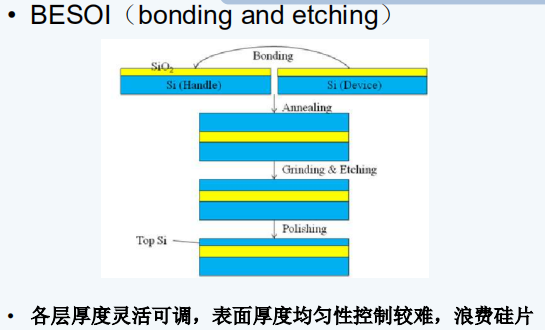 • BESOI（bonding and etching）
Bonding
SiO₂
Si (Handle) Si (Device)
Annealing
Grinding & Etching
Polishing
Top Si
• 各层厚度灵活可调，表面厚度均匀性控制较难，浪费硅片